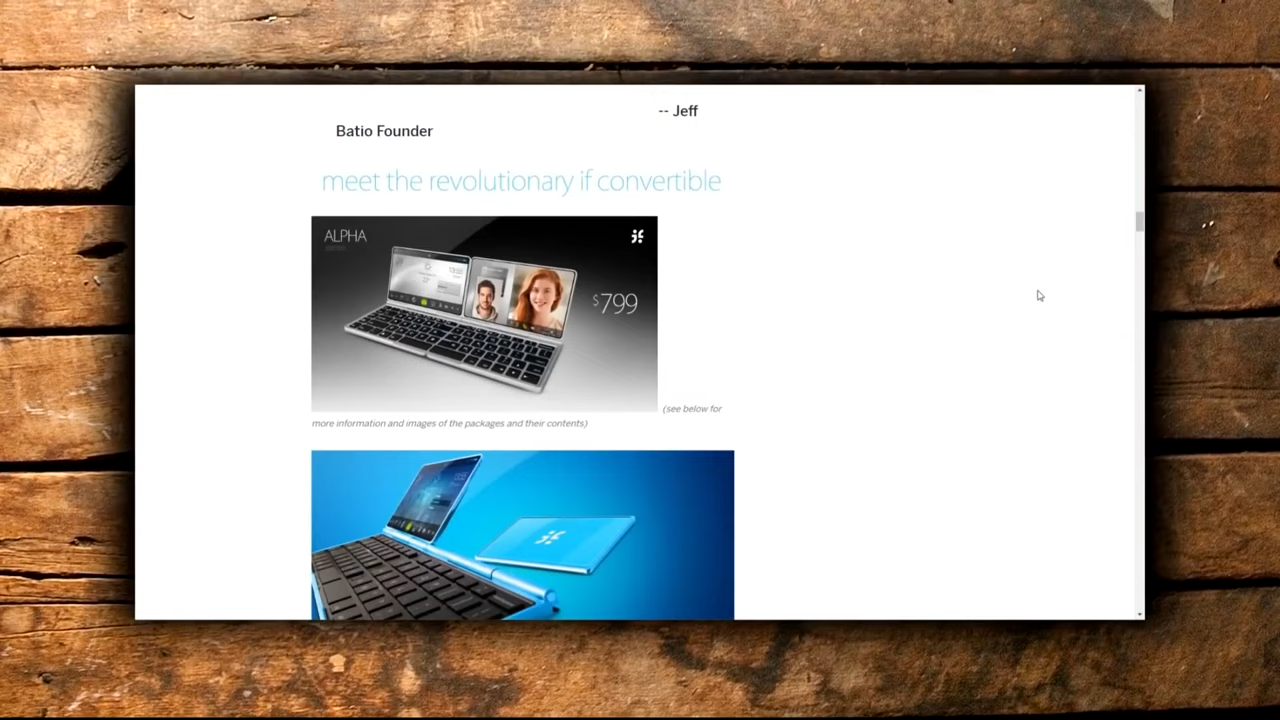 -- Jeff
Batio Founder
meet the revolutionary if convertible
ALPHA
$799
(see below for
more information and images of the packages and their contents)